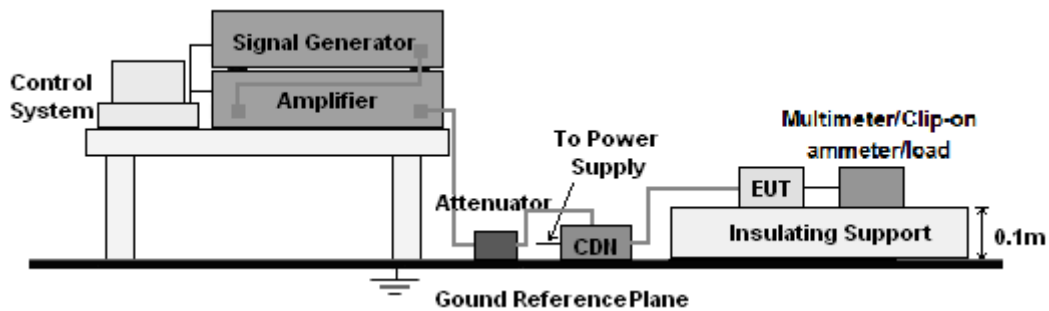 Signal Generator
Control
System
Amplifier
Multimeter/Clip-on
ammeter/load
To Power
Supply
Attenuator
EUT
CDN
Insulating Support
0.1m
Gound Reference Plane